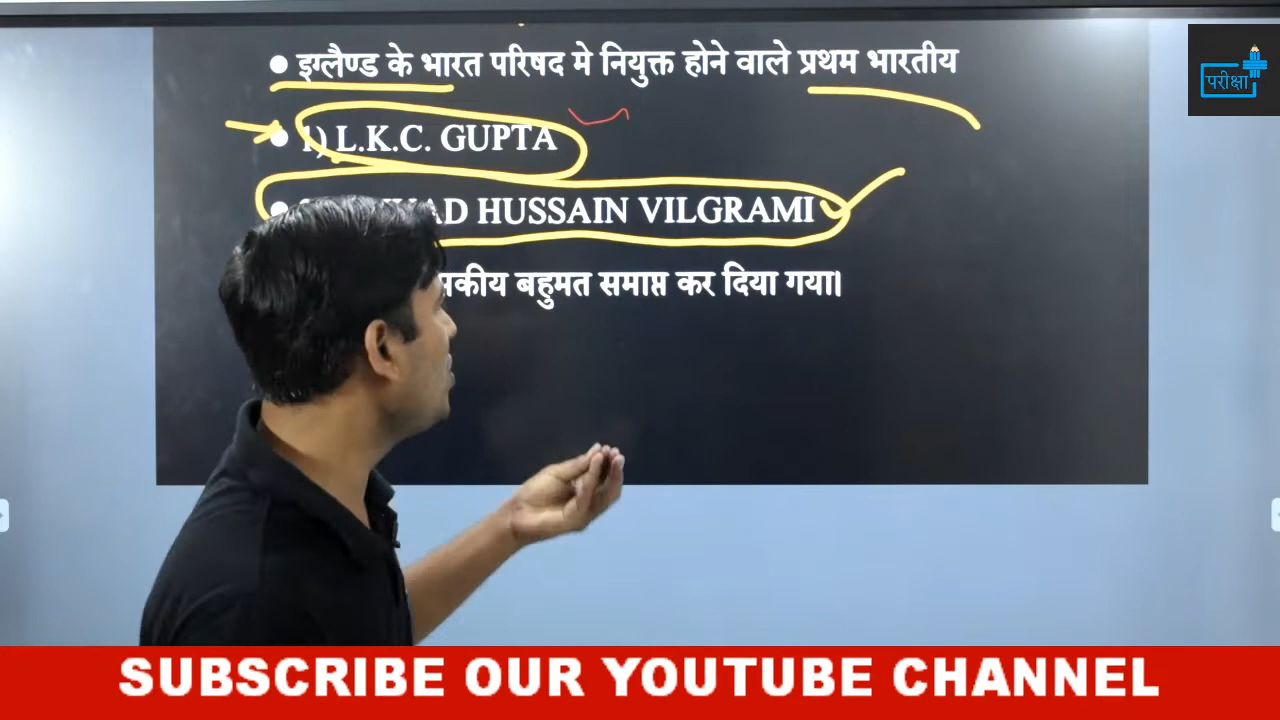 परीक्षा
● इग्लैण्ड के भारत परिषद मे नियुक्त होने वाले प्रथम भारतीय
● 1) L.K.C. GUPTA
HUSSAIN VILGRAMI
बहुमत समाप्त कर दिया गया।
SUBSCRIBE OUR YOUTUBE CHANNEL